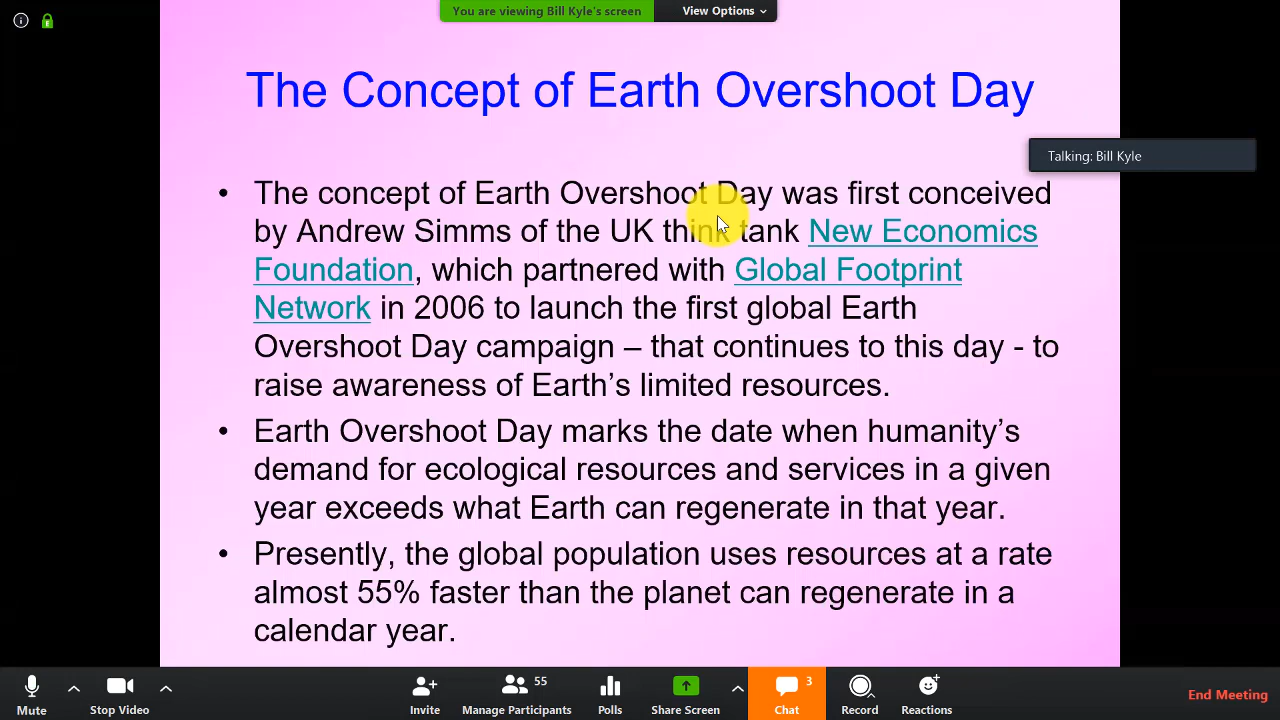 You are viewing Bill Kyle's screen
View Options
The Concept of Earth Overshoot Day
Talking: Bill Kyle
• The concept of Earth Overshoot Day was first conceived
by Andrew Simms of the UK think tank New Economics
Foundation, which partnered with Global Footprint
Network in 2006 to launch the first global Earth
Overshoot Day campaign – that continues to this day - to
raise awareness of Earth’s limited resources.
• Earth Overshoot Day marks the date when humanity’s
demand for ecological resources and services in a given
year exceeds what Earth can regenerate in that year.
• Presently, the global population uses resources at a rate
almost 55% faster than the planet can regenerate in a
calendar year.
Mute
Stop Video
Invite
55
Manage Participants
Polls
Share Screen
3
Chat
Record
Reactions
End Meeting